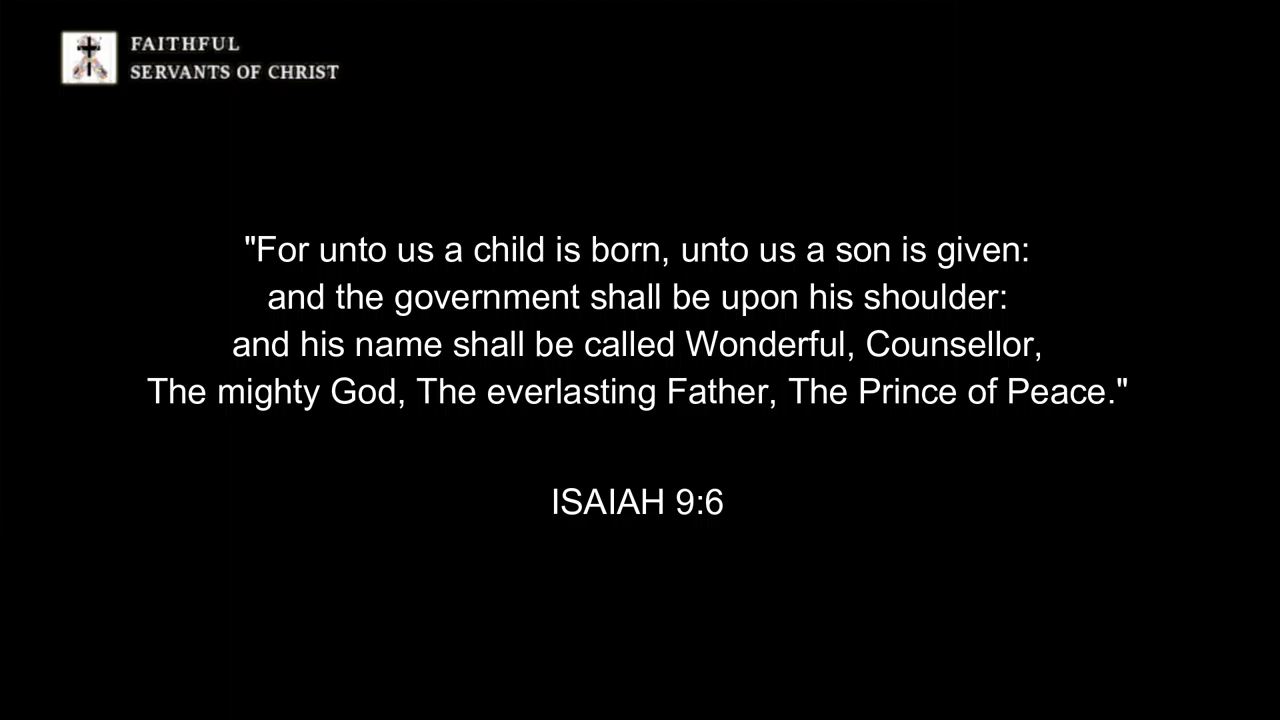 FAITHFUL
SERVANTS OF CHRIST
"For unto us a child is born, unto us a son is given:
and the government shall be upon his shoulder:
and his name shall be called Wonderful, Counsellor,
The mighty God, The everlasting Father, The Prince of Peace."
ISAIAH 9:6